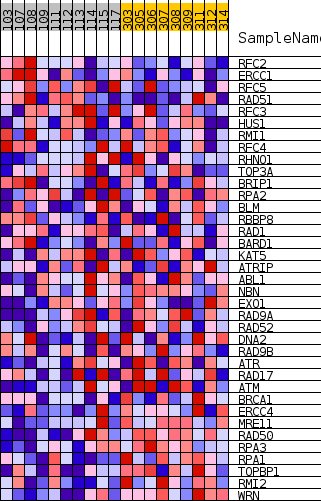 103 107 108 109 111 112 113 114 115 117 303 305 306 307 308 309 311 312 314
SampleName
RFC2
ERCC1
RFC5
RAD51
RFC3
HUS1
RMI1
RFC4
RHNO1
TOP3A
BRIP1
RPA2
BLM
RBBP8
RAD1
BARD1
KAT5
ATRIP
ABL1
NBN
EXO1
RAD9A
RAD52
DNA2
RAD9B
ATR
RAD17
ATM
BRCA1
ERCC4
MRE11
RAD50
RPA3
RPA1
TOPBP1
RMI2
WRN